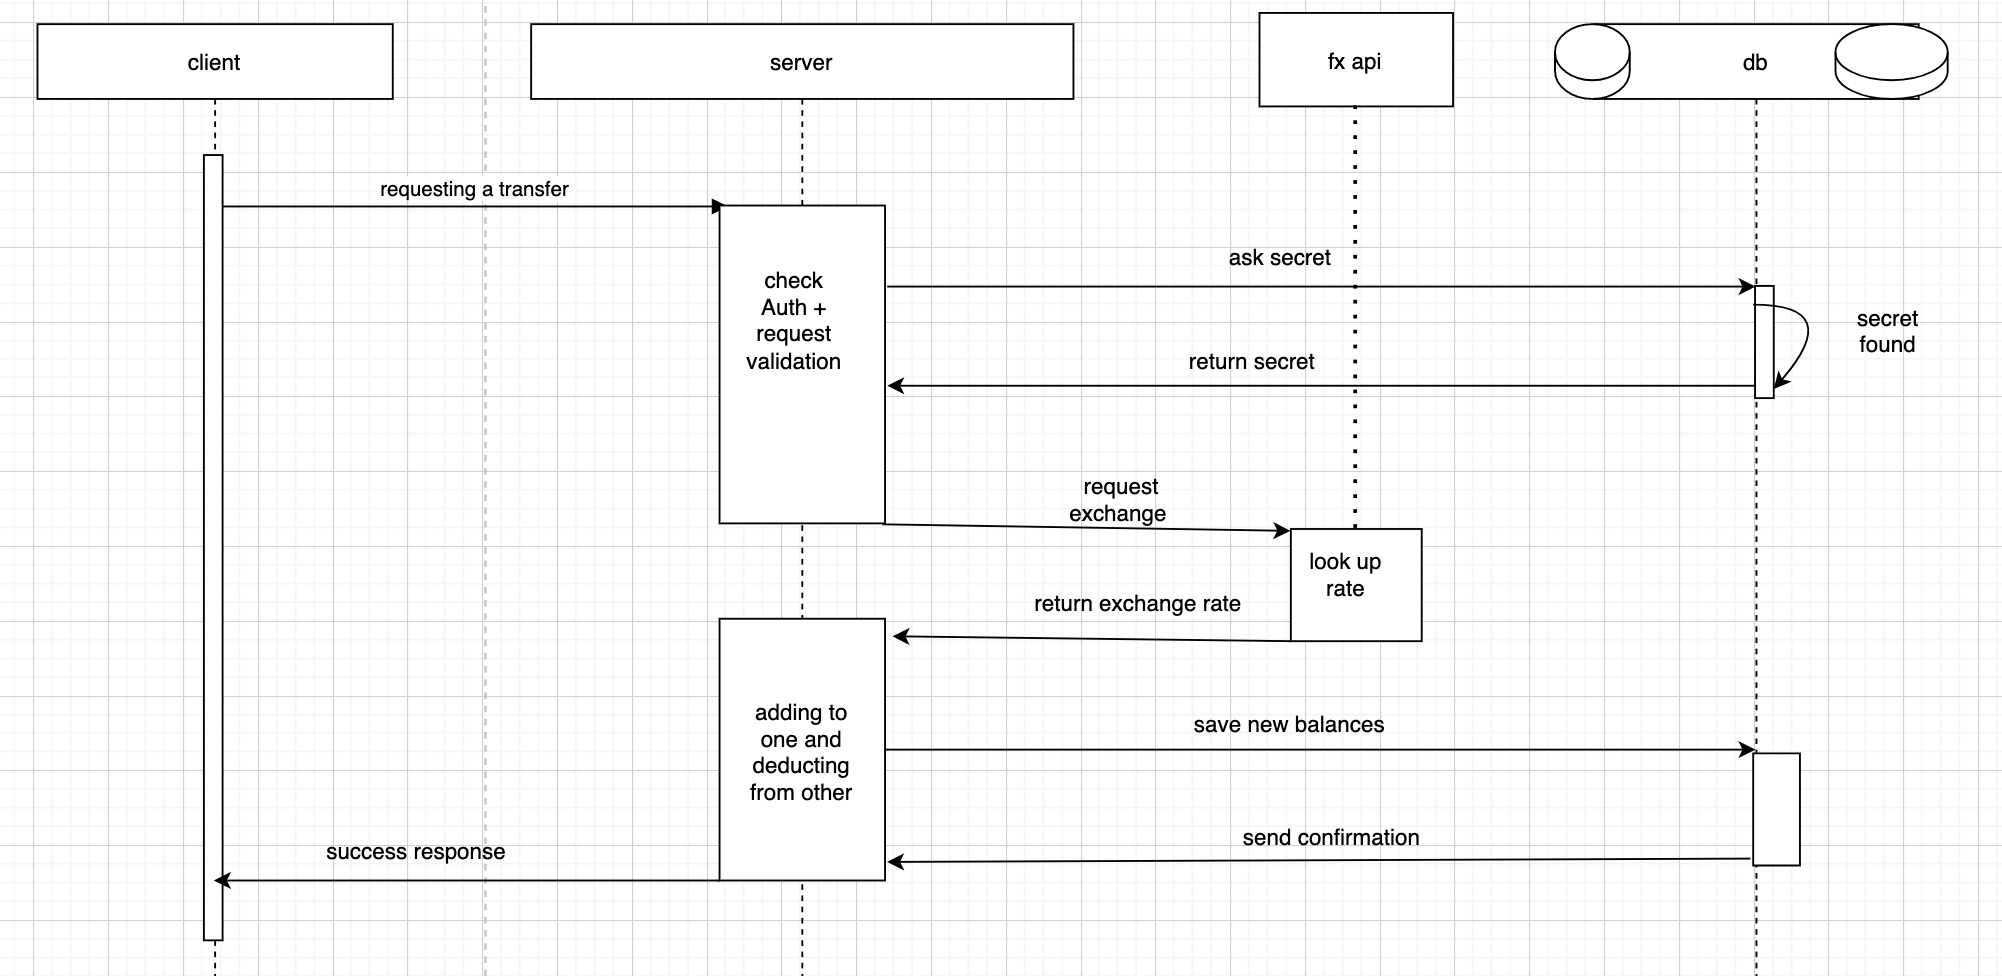 client
server
fx api
db
requesting a transfer
ask secret
check
Auth +
request
validation
secret
found
return secret
request
exchange
look up
rate
return exchange rate
adding to
one and
deducting
from other
save new balances
send confirmation
success response